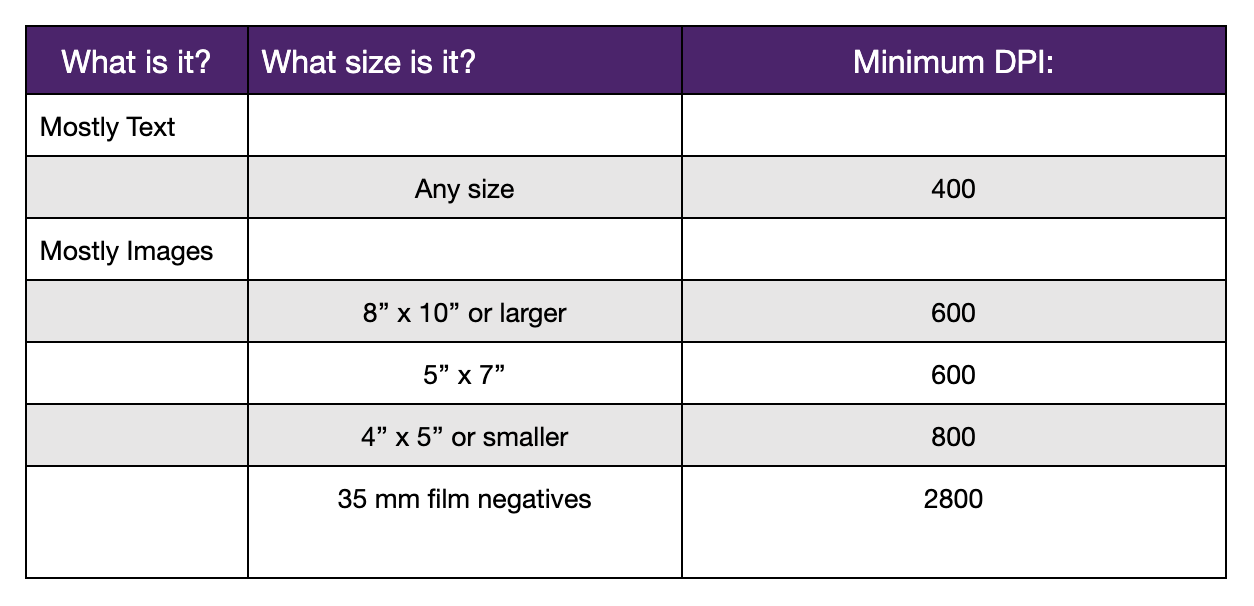 What is it? What size is it? Minimum DPI:
Mostly Text
Any size 400
Mostly Images
8” x 10” or larger 600
5” x 7” 600
4” x 5” or smaller 800
35 mm film negatives 2800